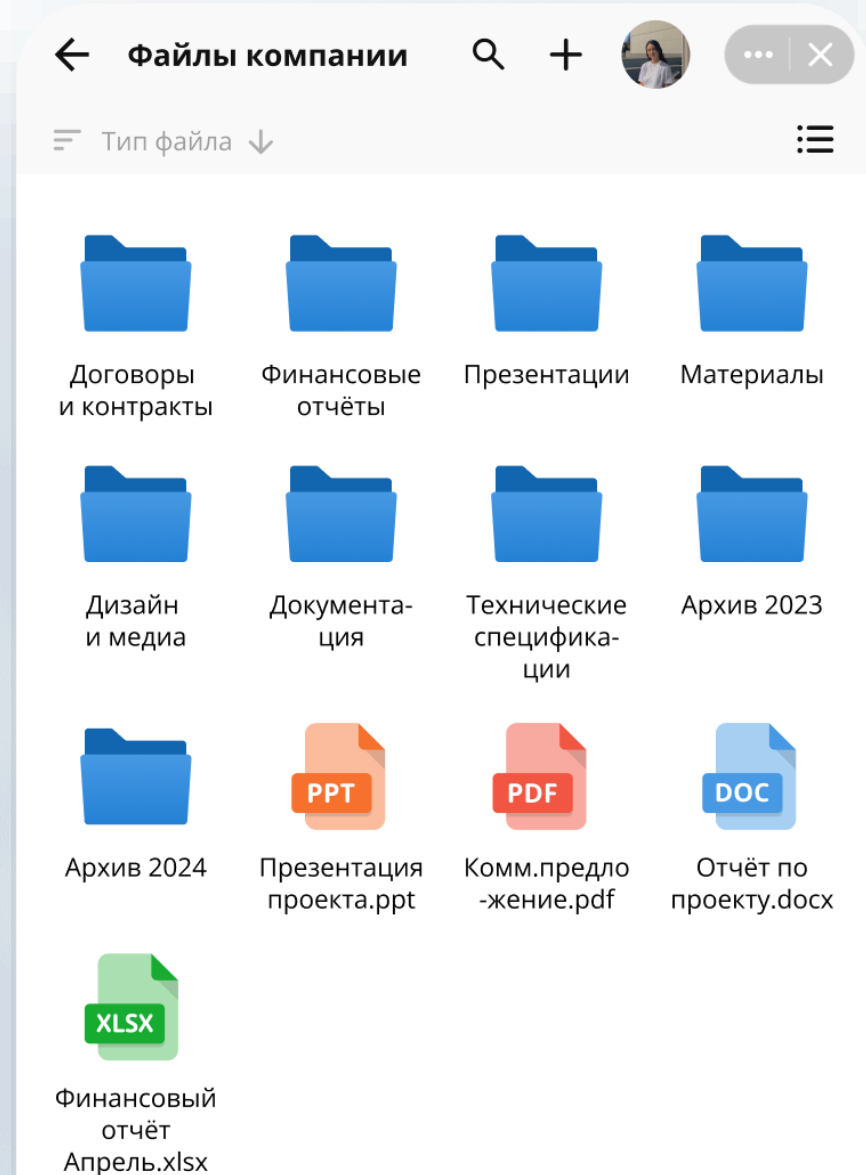 Файлы компании
Тип файла
Договоры
и контракты
Финансовые
отчёты
Презентации
Материалы
Дизайн
и медиа
Документа-
ция
Технические
спецификa-
ции
Архив 2023
Архив 2024
PPT
Презентация
проекта.ppt
PDF
Комм.предло
-жение.pdf
DOC
Отчёт по
проекту.docx
XLSX
Финансовый
отчёт
Апрель.xlsx